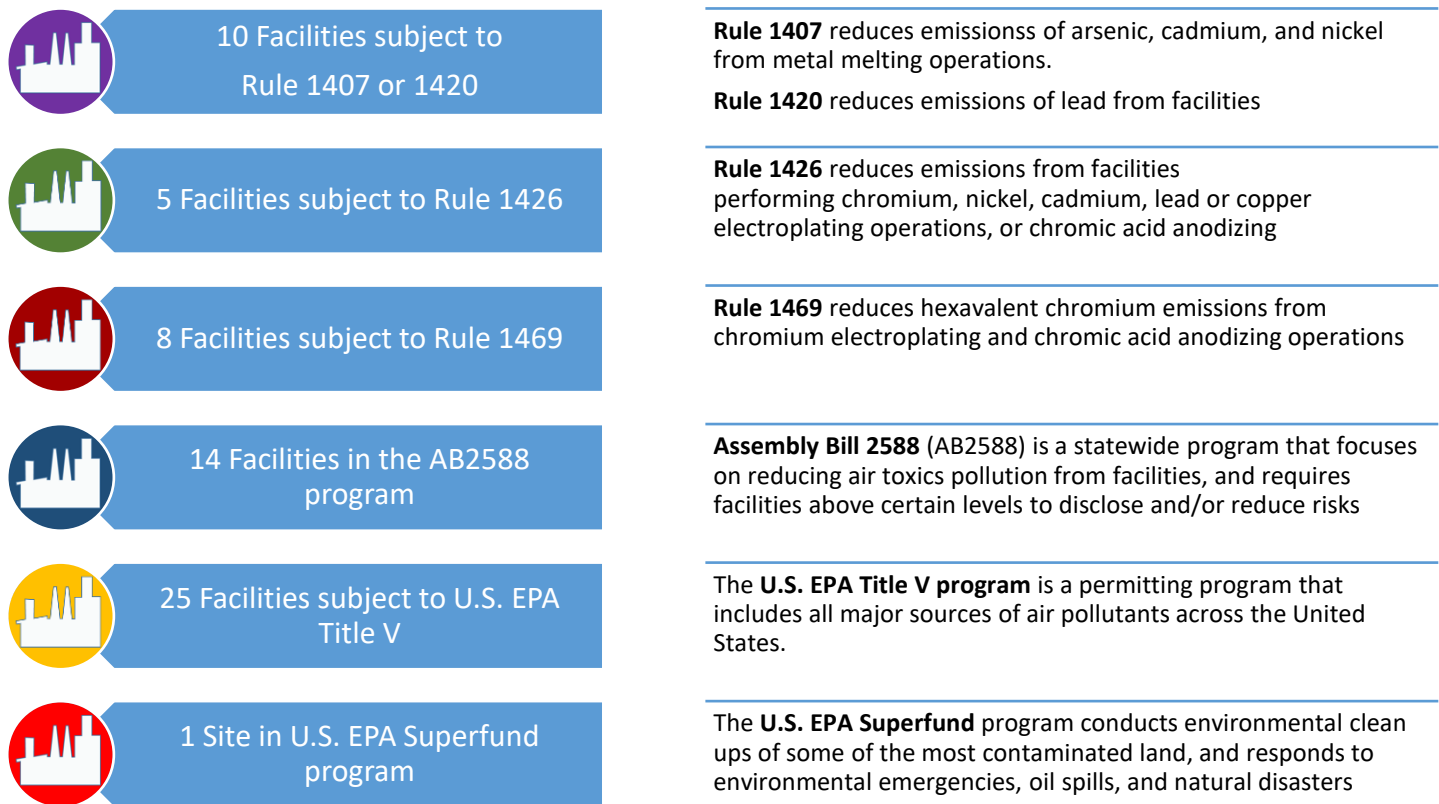 10 Facilities subject to
Rule 1407 or 1420
Rule 1407 reduces emissionss of arsenic, cadmium, and nickel
from metal melting operations.
Rule 1420 reduces emissions of lead from facilities
5 Facilities subject to Rule 1426
Rule 1426 reduces emissions from facilities
performing chromium, nickel, cadmium, lead or copper
electroplating operations, or chromic acid anodizing
8 Facilities subject to Rule 1469
Rule 1469 reduces hexavalent chromium emissions from
chromium electroplating and chromic acid anodizing operations
14 Facilities in the AB2588
program
Assembly Bill 2588 (AB2588) is a statewide program that focuses
on reducing air toxics pollution from facilities, and requires
facilities above certain levels to disclose and/or reduce risks
25 Facilities subject to U.S. EPA
Title V
The U.S. EPA Title V program is a permitting program that
includes all major sources of air pollutants across the United
States.
1 Site in U.S. EPA Superfund
program
The U.S. EPA Superfund program conducts environmental clean
ups of some of the most contaminated land, and responds to
environmental emergencies, oil spills, and natural disasters